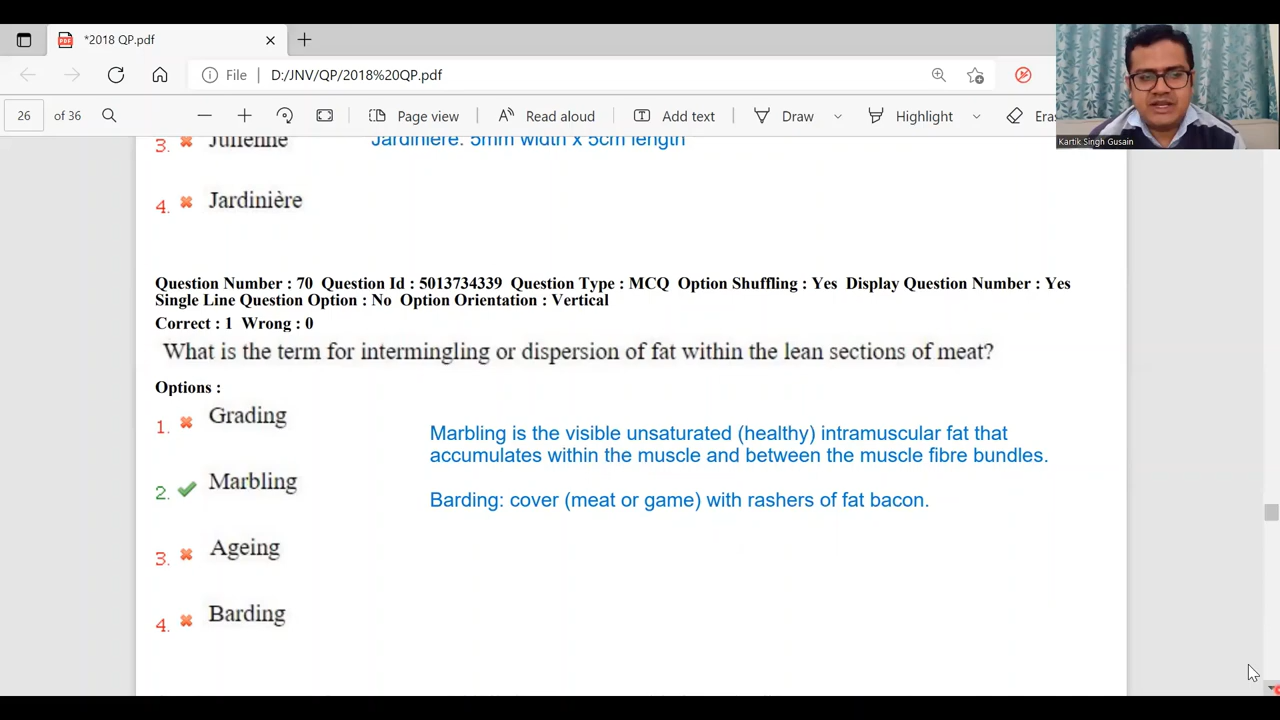 *2018 QP.pdf
File D:/JNV/QP/2018%20QP.pdf
26 of 36 Page view Read aloud Add text Draw Highlight Eras
Kartik Singh Gusain
3. Julienne Jardiniere: 5mm width x 5cm length
4. Jardinière
Question Number : 70 Question Id : 5013734339 Question Type : MCQ Option Shuffling : Yes Display Question Number : Yes
Single Line Question Option : No Option Orientation : Vertical
Correct : 1 Wrong : 0
What is the term for intermingling or dispersion of fat within the lean sections of meat?
Options :
1. Grading
Marbling is the visible unsaturated (healthy) intramuscular fat that
accumulates within the muscle and between the muscle fibre bundles.
2. Marbling
Barding: cover (meat or game) with rashers of fat bacon.
3. Ageing
4. Barding